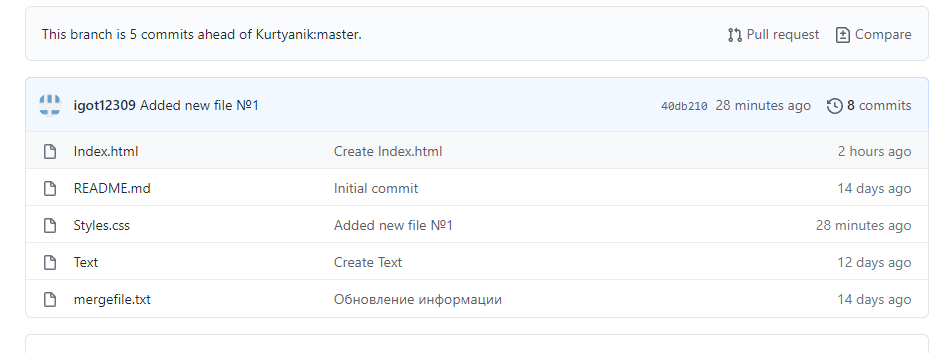 This branch is 5 commits ahead of Kurtyanik:master. Pull request Compare
igot12309 Added new file №1 40db210 28 minutes ago 8 commits
Index.html Create Index.html 2 hours ago
README.md Initial commit 14 days ago
Styles.css Added new file №1 28 minutes ago
Text Create Text 12 days ago
mergefile.txt Обновление информации 14 days ago